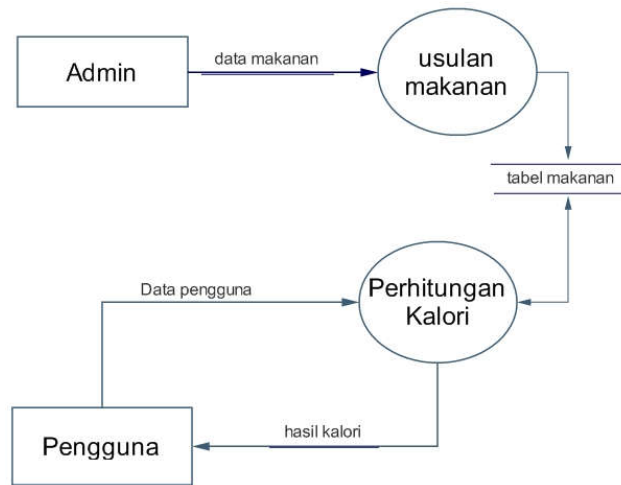 Admin
data makanan
usulan
makanan
tabel makanan
Data pengguna
Perhitungan
Kalori
Pengguna
hasil kalori